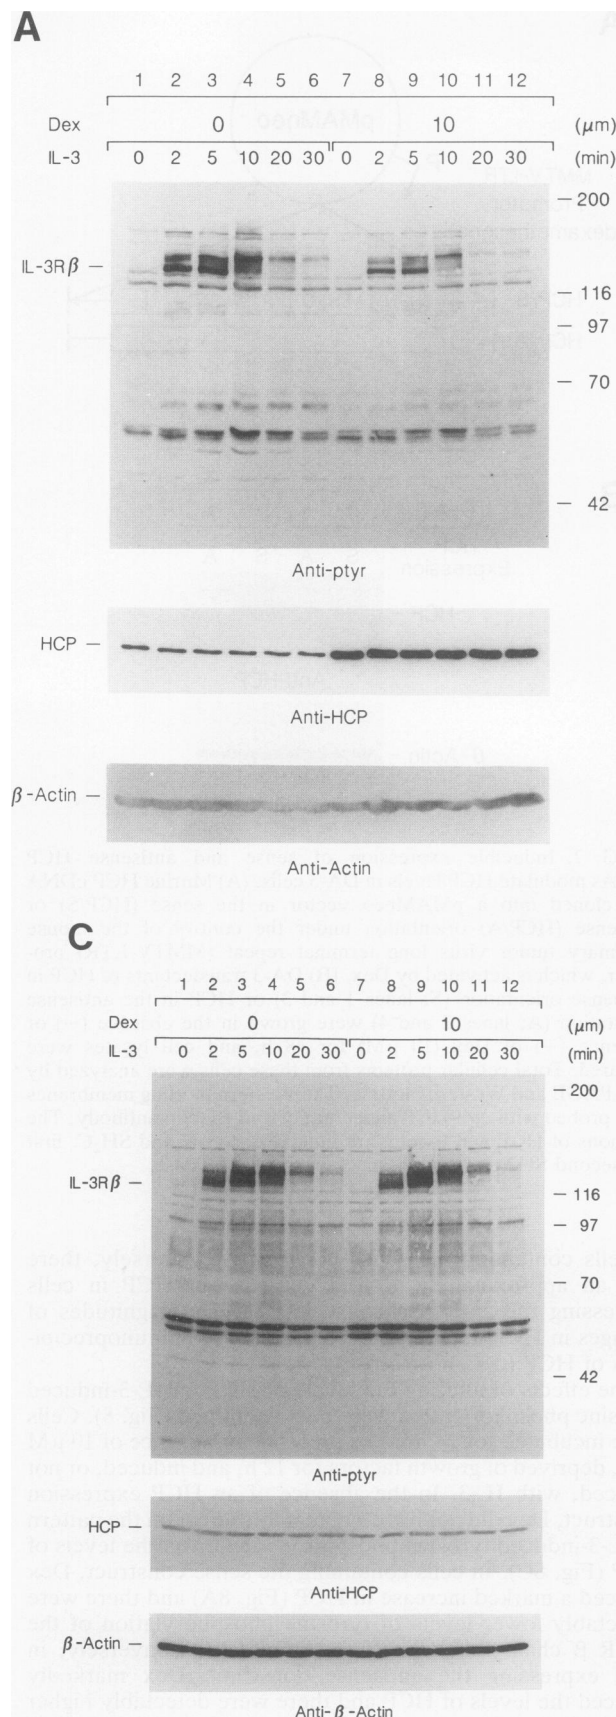 A
1 2 3 4 5 6 7 8 9 10 11 12
Dex 0 10 (μm)
IL-3 0 2 5 10 20 30 0 2 5 10 20 30 (min)
200
IL-3Rβ
116
97
70
42
Anti-ptyr
HCP
Anti-HCP
β-Actin
Anti-Actin
C
1 2 3 4 5 6 7 8 9 10 11 12
Dex 0 10 (μm)
IL-3 0 2 5 10 20 30 0 2 5 10 20 30 (min)
200
IL-3Rβ
116
97
70
42
Anti-ptyr
HCP
Anti-HCP
β-Actin
Anti-β-Actin